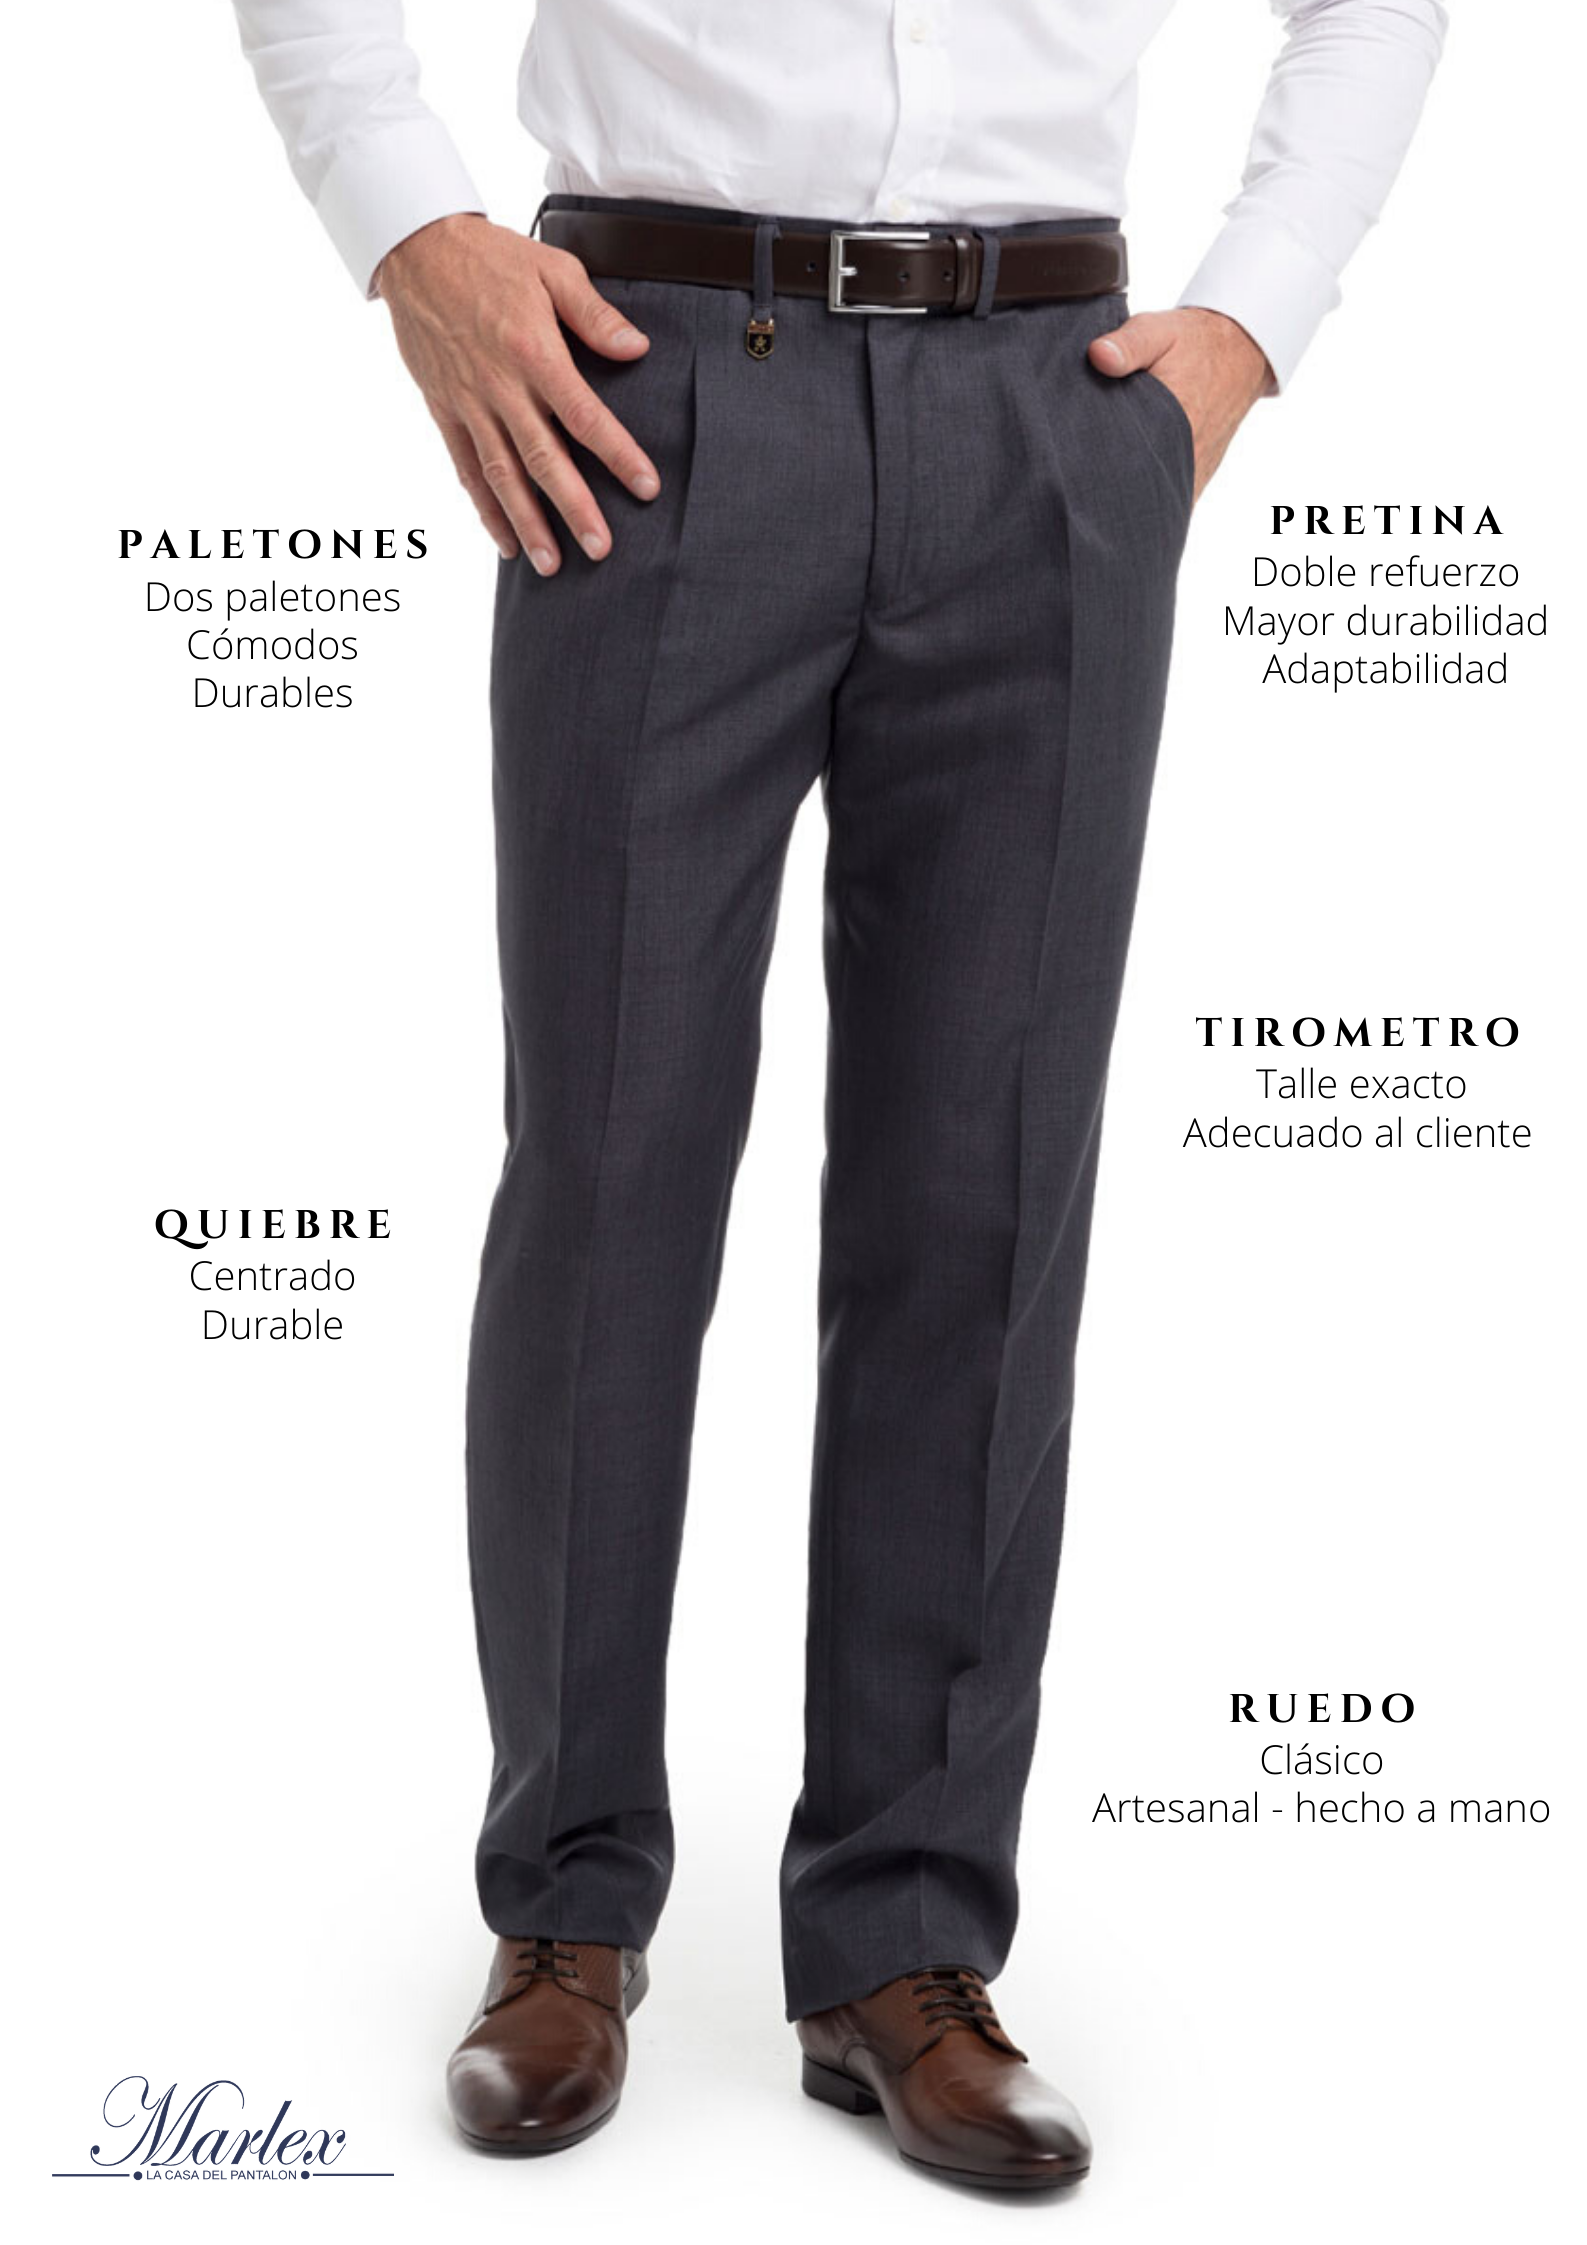 PALETONES
Dos paletones
Cómodos
Durables
PRETINA
Doble refuerzo
Mayor durabilidad
Adaptabilidad
TIROMETRO
Talle exacto
Adecuado al cliente
QUIEBRE
Centrado
Durable
RUEDO
Clásico
Artesanal - hecho a mano
Marlex
LA CASA DEL PANTALON